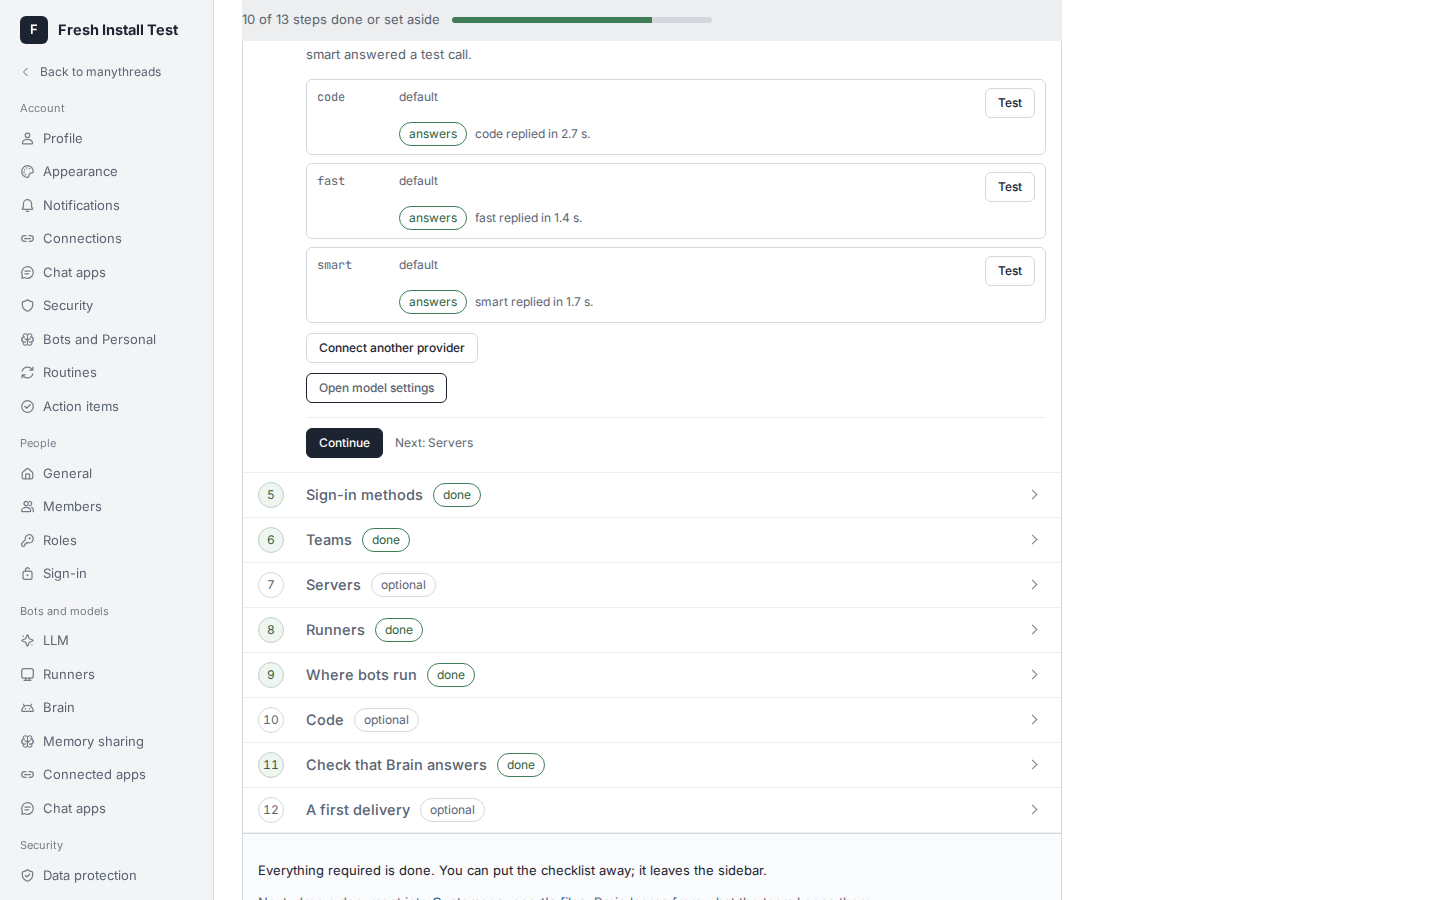 F Fresh Install Test
Back to manythreads
Account
Profile
Appearance
Notifications
Connections
Chat apps
Security
Bots and Personal
Routines
Action items
People
General
Members
Roles
Sign-in
Bots and models
LLM
Runners
Brain
Memory sharing
Connected apps
Chat apps
Security
Data protection
10 of 13 steps done or set aside
smart answered a test call.
code default Test
answers code replied in 2.7 s.
fast default Test
answers fast replied in 1.4 s.
smart default Test
answers smart replied in 1.7 s.
Connect another provider
Open model settings
Continue Next: Servers
5 Sign-in methods done
6 Teams done
7 Servers optional
8 Runners done
9 Where bots run done
10 Code optional
11 Check that Brain answers done
12 A first delivery optional
Everything required is done. You can put the checklist away; it leaves the sidebar.